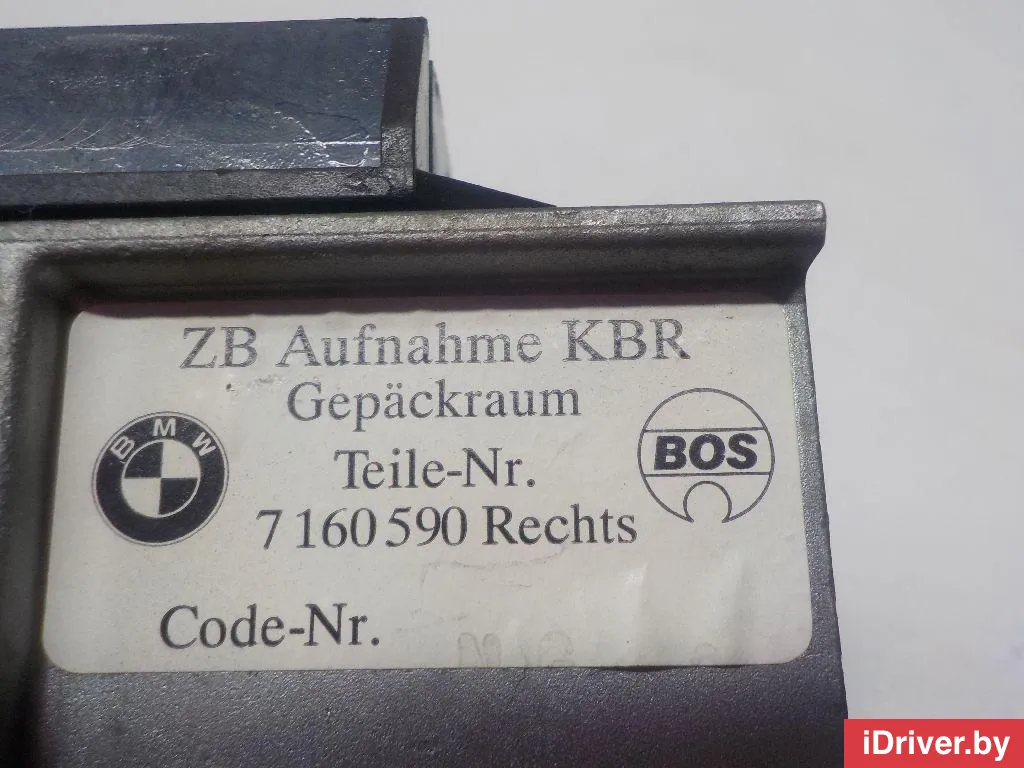 ZB Aufnahme KBR
Gepäckraum
BMW
BOS
Teile-Nr.
7 160 590 Rechts
Code-Nr.
iDriver.by